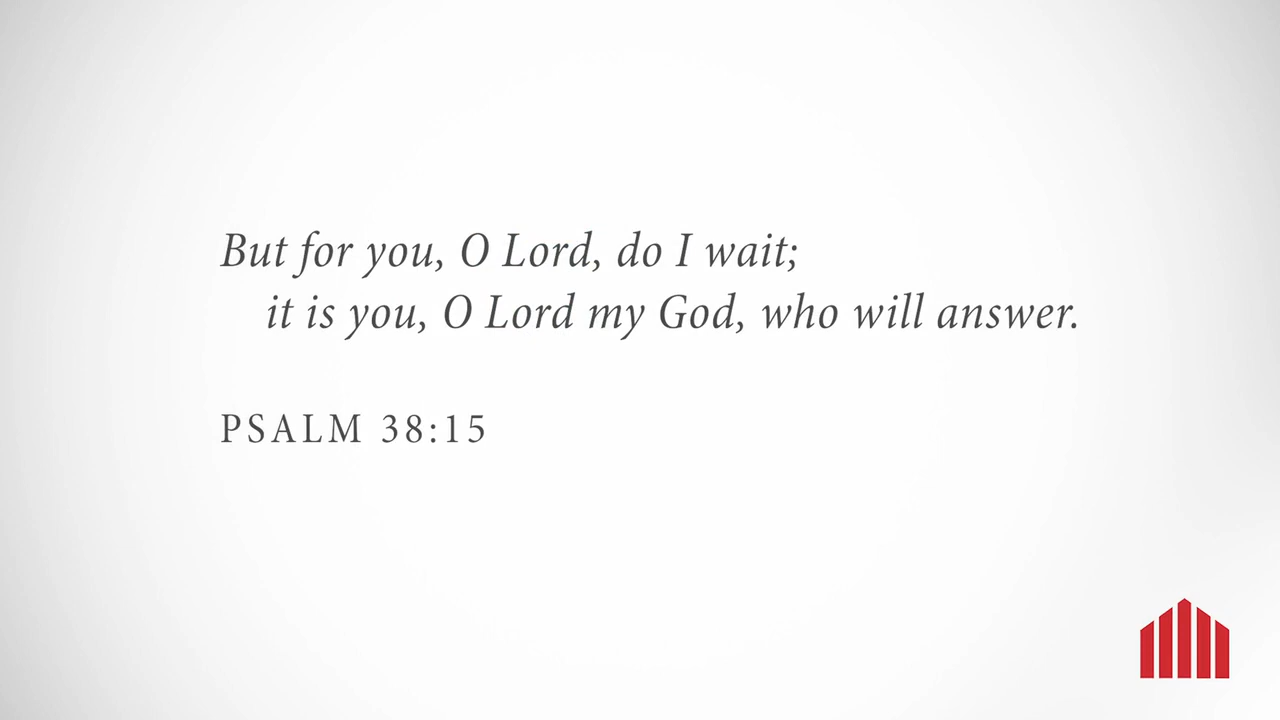 But for you, O Lord, do I wait;
it is you, O Lord my God, who will answer.
PSALM 38:15